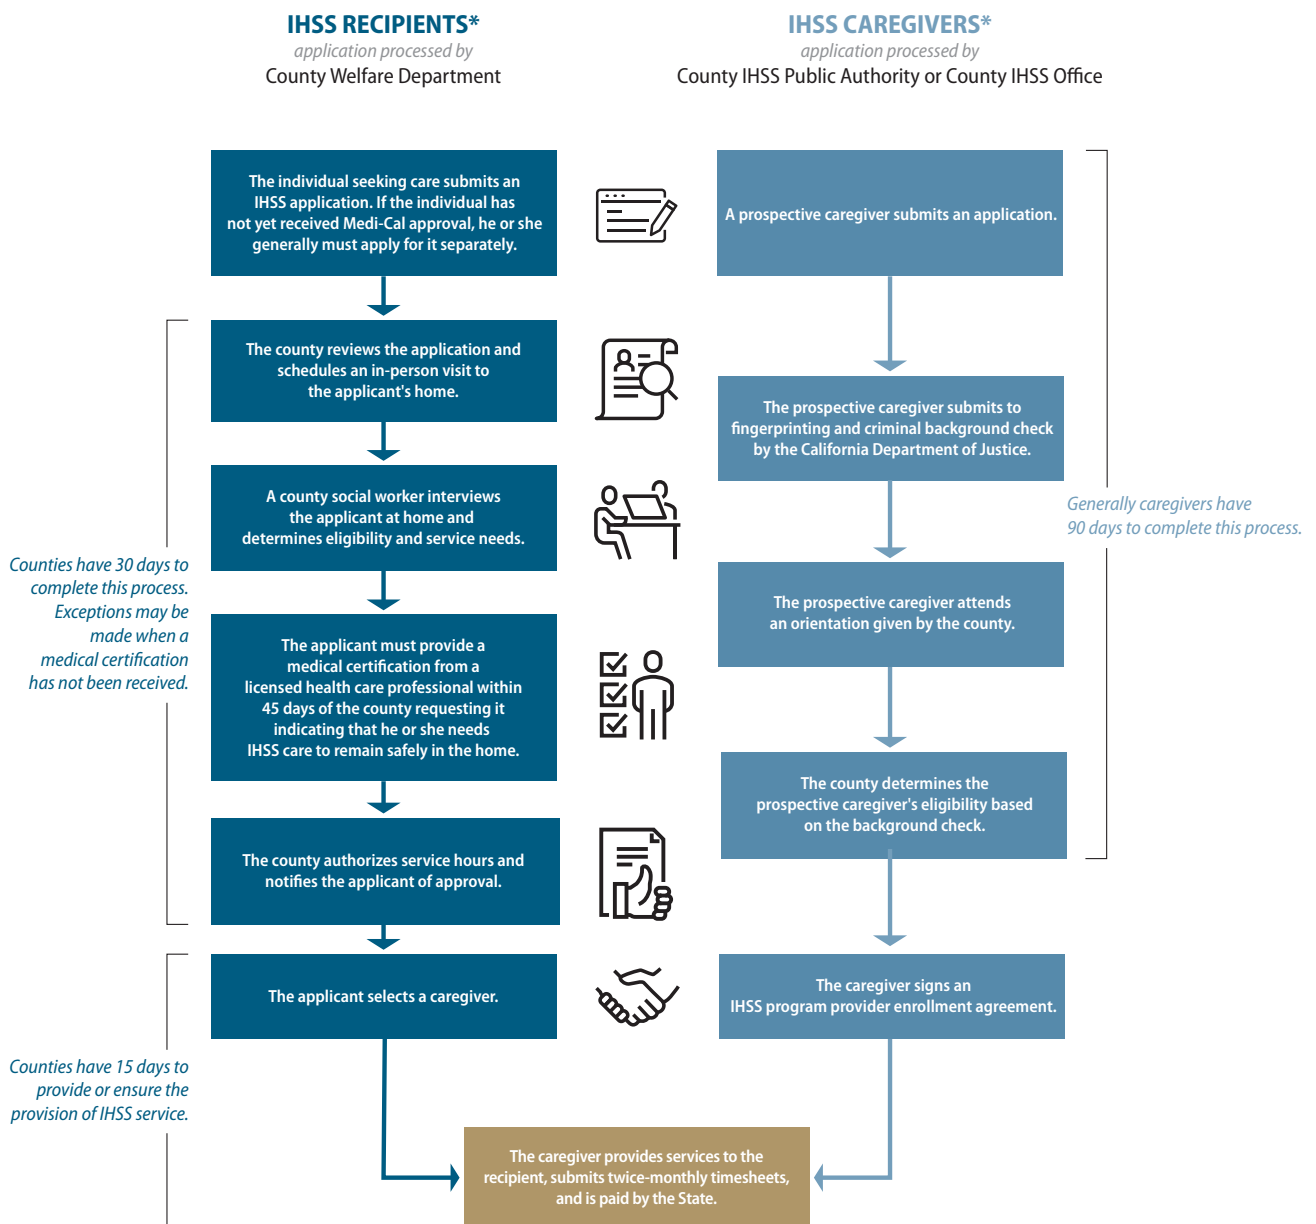 IHSS RECIPIENTS*
application processed by
County Welfare Department
IHSS CAREGIVERS*
application processed by
County IHSS Public Authority or County IHSS Office
The individual seeking care submits an
IHSS application. If the individual has
not yet received Medi-Cal approval, he or she
generally must apply for it separately.
The county reviews the application and
schedules an in-person visit to
the applicant's home.
A county social worker interviews
the applicant at home and
determines eligibility and service needs.
The applicant must provide a
medical certification from a
licensed health care professional within
45 days of the county requesting it
indicating that he or she needs
IHSS care to remain safely in the home.
The county authorizes service hours and
notifies the applicant of approval.
Counties have 30 days to
complete this process.
Exceptions may be
made when a
medical certification
has not been received.
The applicant selects a caregiver.
Counties have 15 days to
provide or ensure the
provision of IHSS service.
A prospective caregiver submits an application.
The prospective caregiver submits to
fingerprinting and criminal background check
by the California Department of Justice.
The prospective caregiver attends
an orientation given by the county.
The county determines the
prospective caregiver's eligibility based
on the background check.
Generally caregivers have
90 days to complete this process.
The caregiver signs an
IHSS program provider enrollment agreement.
The caregiver provides services to the
recipient, submits twice-monthly timesheets,
and is paid by the State.